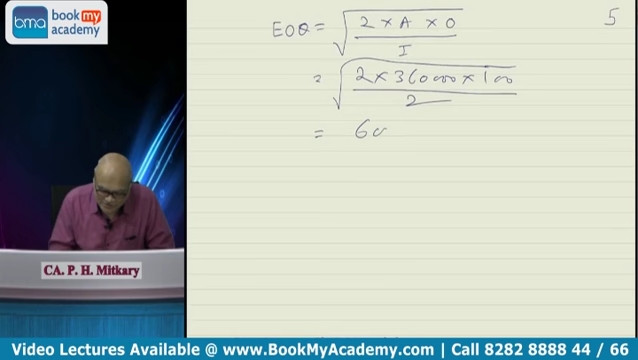 bma
book my
academy
5
EOQ = √ 2 × A × O
I
= √ 2 × 36000 × 100
2
= 60
CA. P. H. Mitkary
Video Lectures Available @ www.BookMyAcademy.com | Call 8282 8888 44 / 66